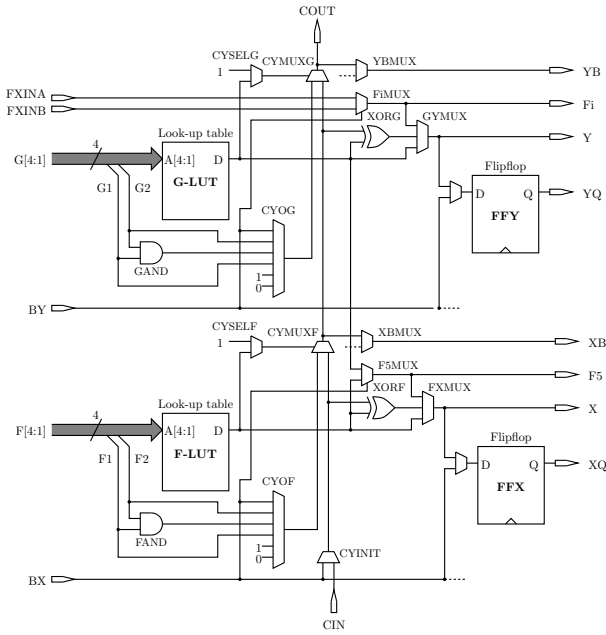 COUT
CYSELG
CYMUXG
YBMUX
1
YB
FXINA
FXINB
FiMUX
Fi
XORG
GYMUX
Y
G[4:1]
4
Look-up table
A[4:1]
D
G-LUT
G1
G2
Flipflop
D
Q
FFY
YQ
CYOG
GAND
1
0
BY
CYSELF
CYMUXF
XBMUX
1
XB
F5MUX
F5
XORF
FXMUX
X
F[4:1]
4
Look-up table
A[4:1]
D
F-LUT
F1
F2
Flipflop
D
Q
FFX
XQ
CYOF
FAND
1
0
CYINIT
BX
CIN